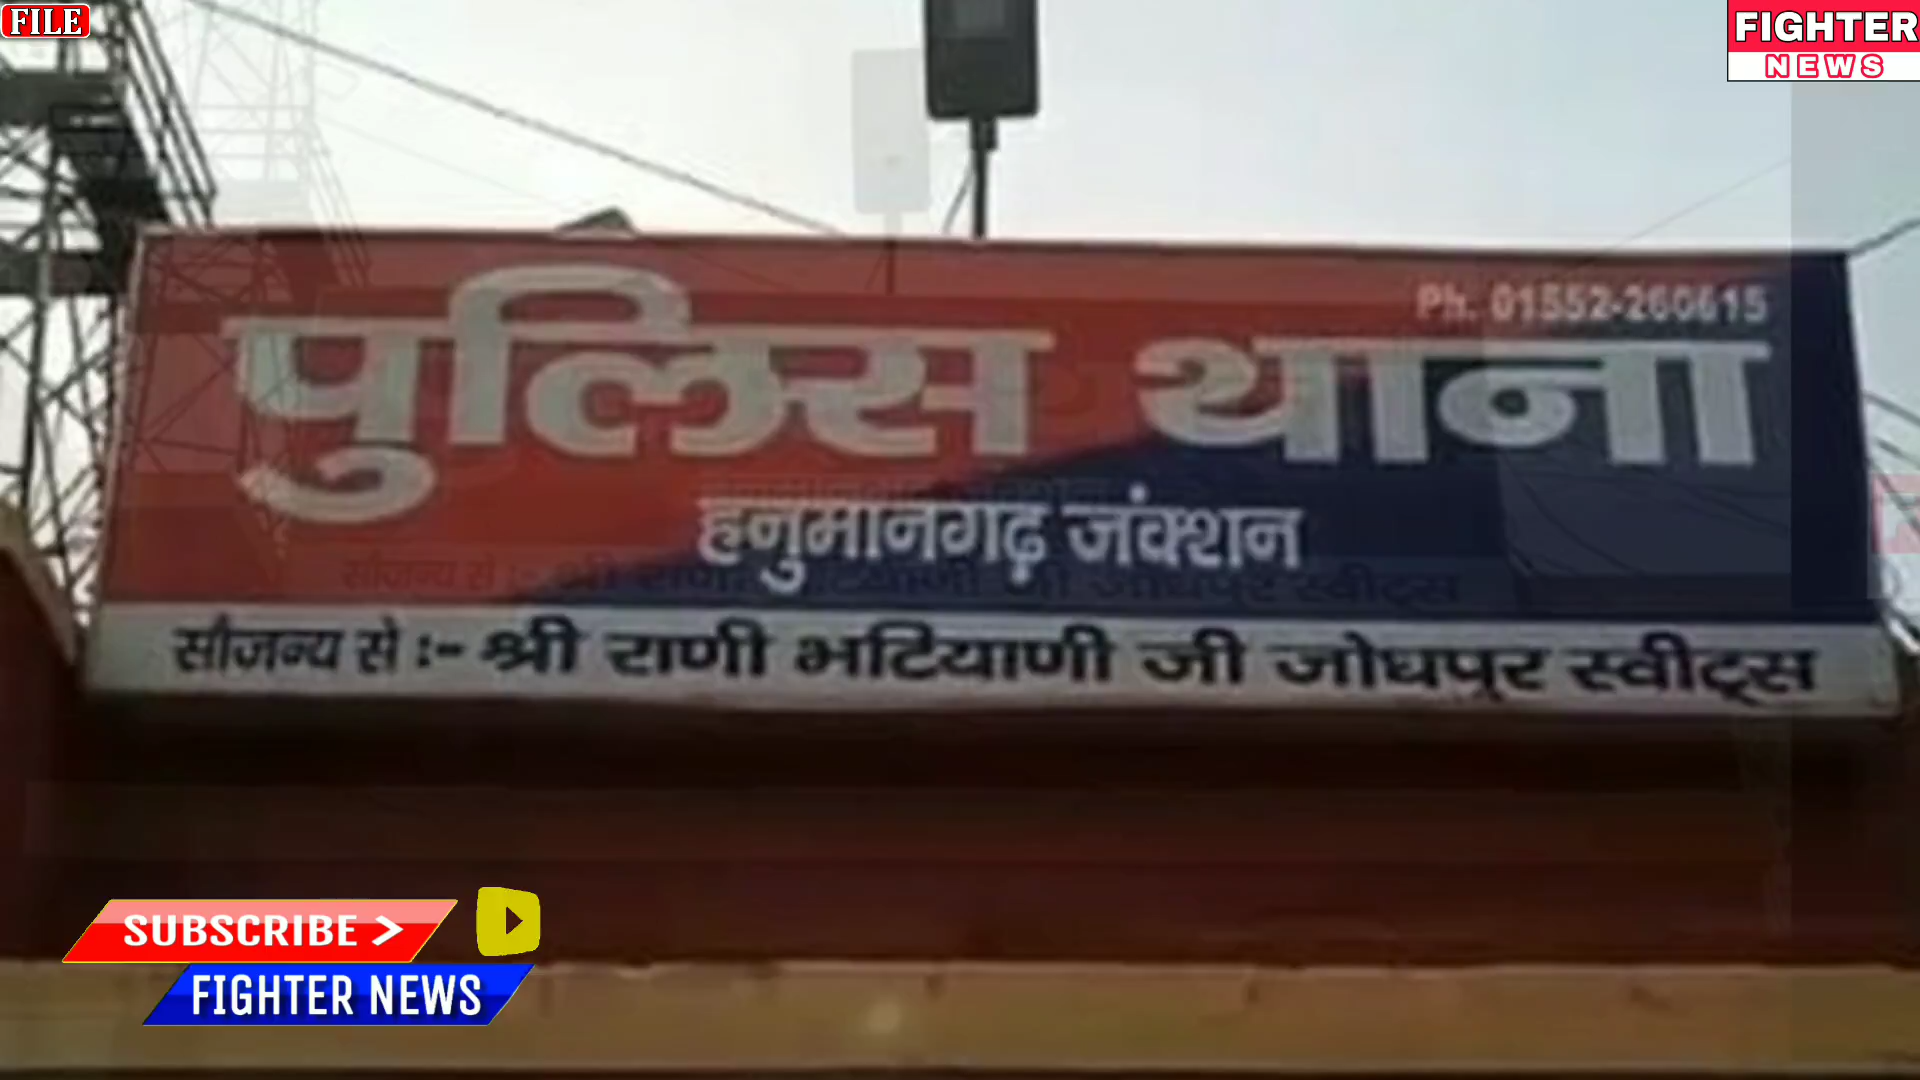 FILE
FIGHTER
NEWS
Ph. 01552-260615
पुलिस थाना
हनुमानगढ़ जंक्शन
सौजन्य से :- श्री राणी भटियाणी जी जोधपुर स्वीट्स
SUBSCRIBE >
FIGHTER NEWS